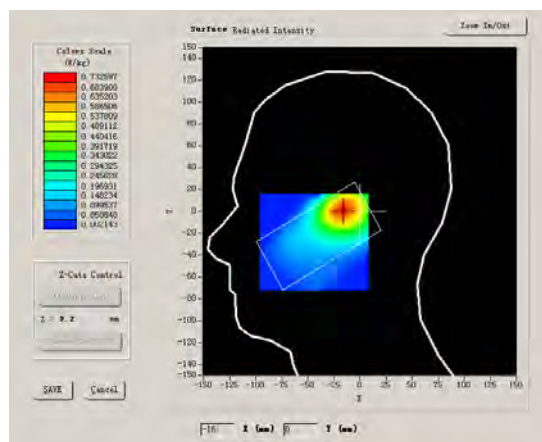 Surface Radiated Intensity
Zoom In/Out
Colors Scale
(W/kg)
0.732597
0.683900
0.635203
0.586506
0.537809
0.489112
0.440416
0.391719
0.343022
0.294325
0.245628
0.196931
0.148234
0.099537
0.050840
0.002143
150
140
120
100
80
60
40
20
Y
0
-20
-40
-60
-80
-100
-120
-140
-150
-150 -125 -100 -75 -50 -25 0 25 50 75 100 125 150
X
Z-Cuts Control
Z = 9.2 mm
SAVE
Cancel
-16 X (mm) 0 Y (mm)